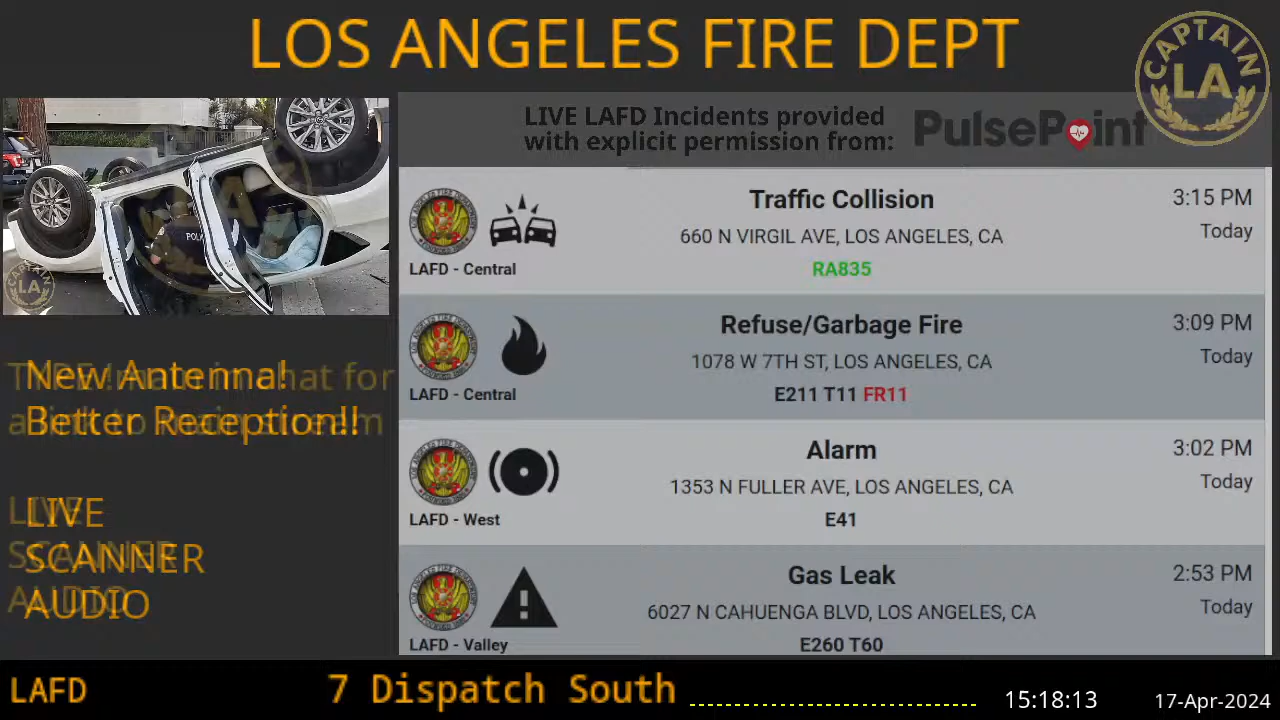 LOS ANGELES FIRE DEPT
CAPTAIN
LA
LIVE LAFD Incidents provided
with explicit permission from:
PulsePoint
Traffic Collision
3:15 PM
660 N VIRGIL AVE, LOS ANGELES, CA
Today
LAFD - Central
RA835
Refuse/Garbage Fire
3:09 PM
1078 W 7TH ST, LOS ANGELES, CA
Today
LAFD - Central
E211 T11 FR11
Alarm
3:02 PM
1353 N FULLER AVE, LOS ANGELES, CA
Today
LAFD - West
E41
Gas Leak
2:53 PM
6027 N CAHUENGA BLVD, LOS ANGELES, CA
Today
LAFD - Valley
E260 T60
CAPTAIN
LA
New Antenna!
Better Reception!!
LIVE
SCANNER
AUDIO
LAFD
7 Dispatch South
15:18:13
17-Apr-2024